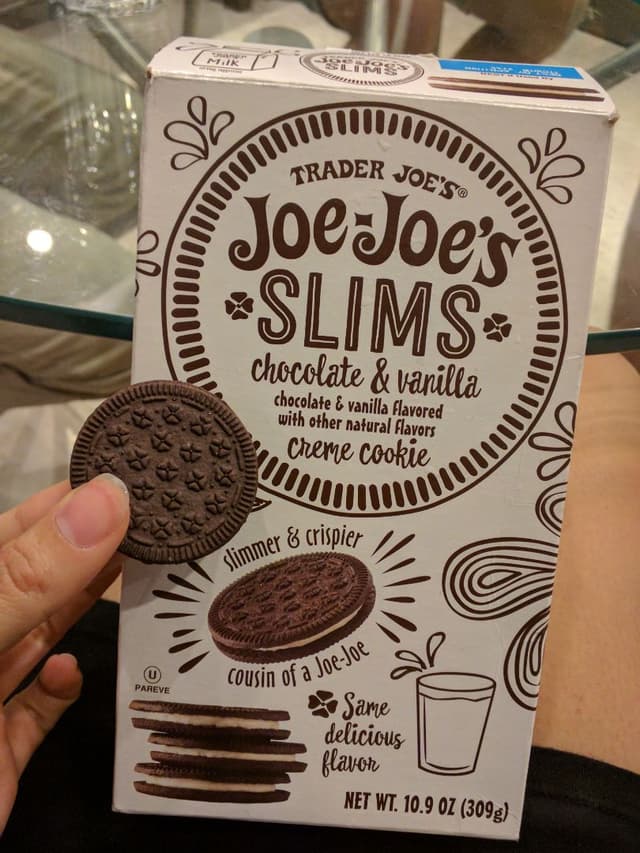 MilK
Joe-Joe's
SLIMS
TRADER JOE'S®
Joe-Joe's
SLIMS
chocolate & vanilla
chocolate & vanilla flavored
with other natural flavors
creme cookie
slimmer & crispier
cousin of a Joe-Joe
U
PAREVE
Same
delicious
flavor
NET WT. 10.9 OZ (309g)